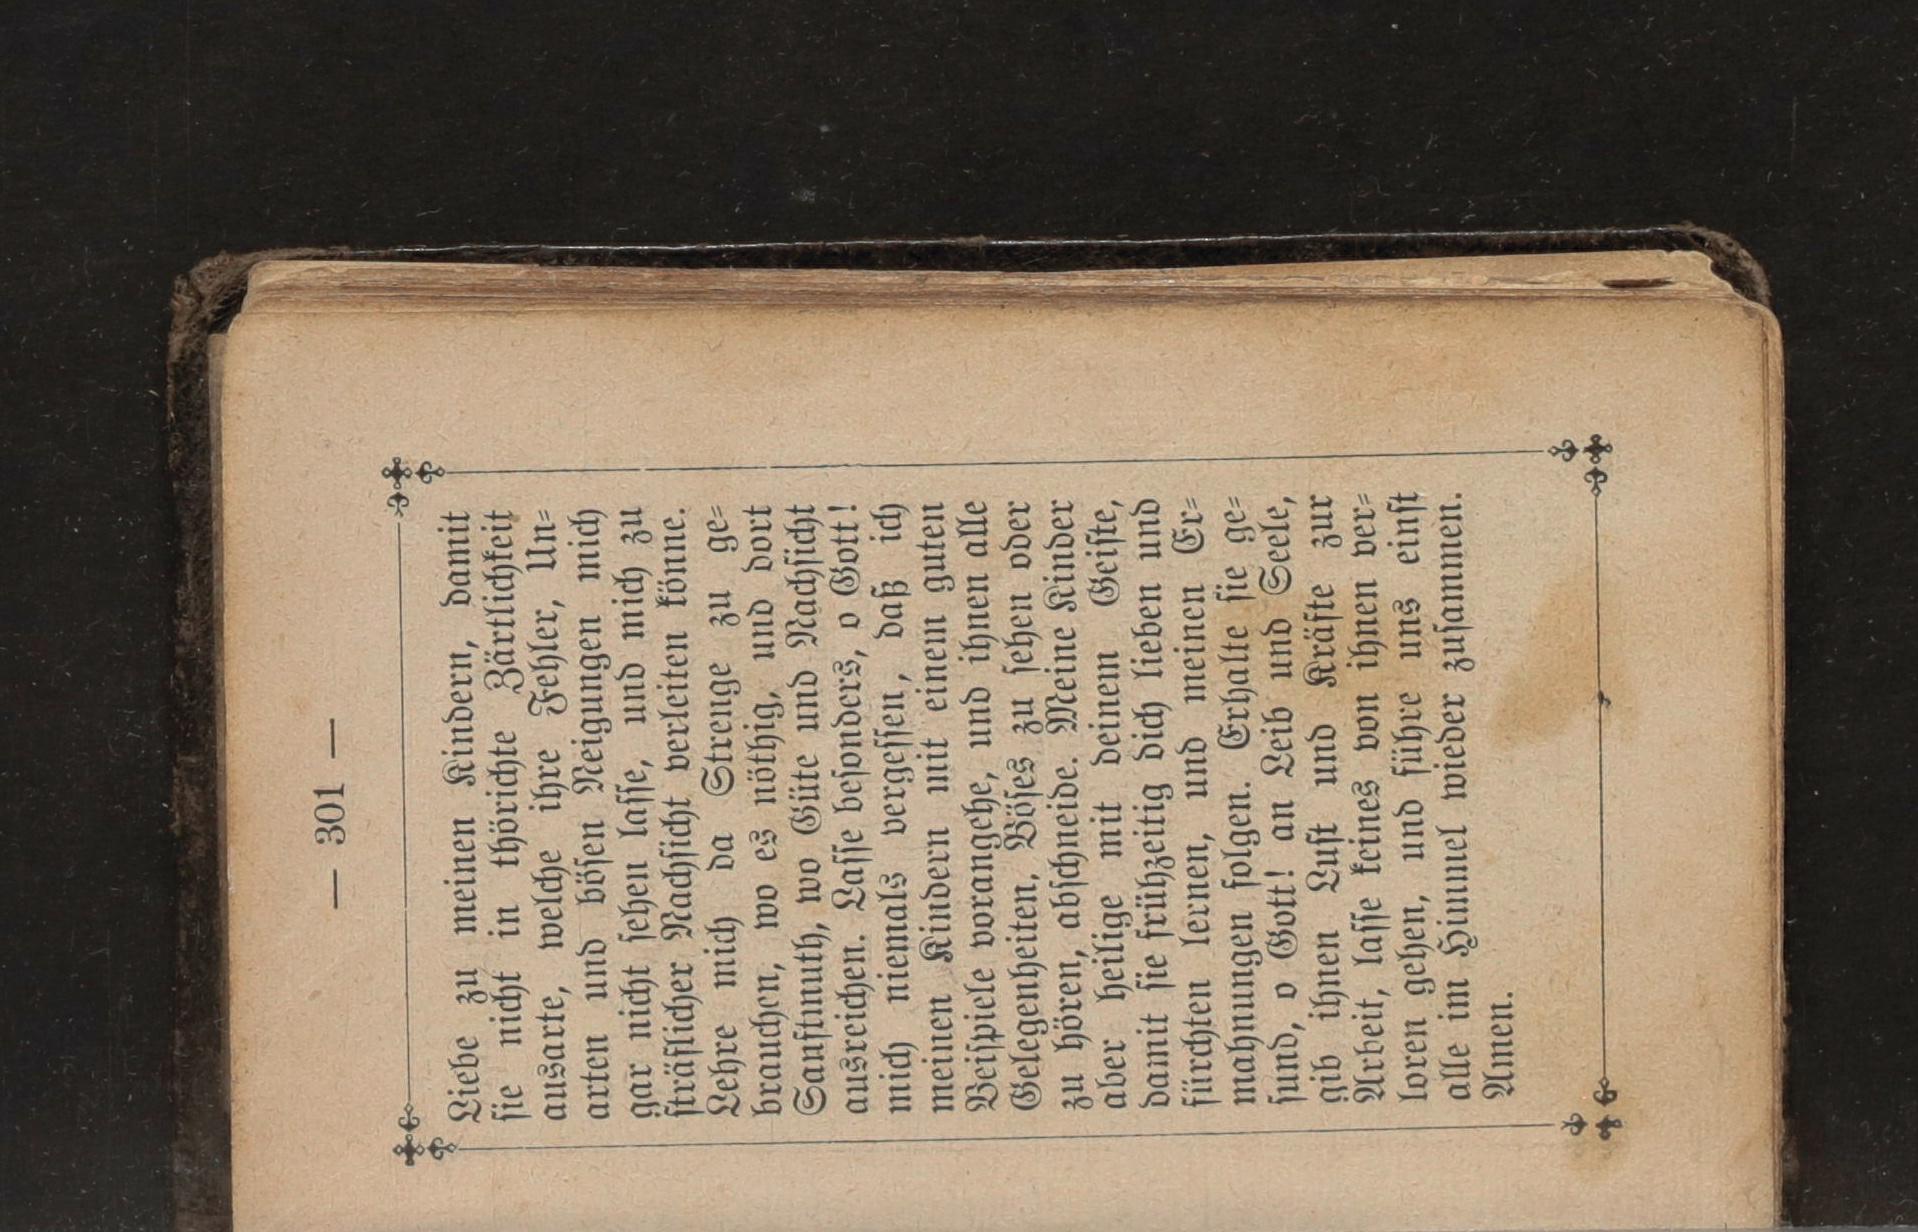 — 301 —
Liebe zu meinen Kindern, damit
sie nicht in thörichte Zärtlichkeit
ausarte, welche ihre Fehler, Un-
arten und bösen Neigungen mich
gar nicht sehen lasse, und mich zu
sträflicher Nachsicht verleiten könne.
Lehre mich da Strenge zu ge-
brauchen, wo es nöthig, und dort
Sanftmuth, wo Güte und Nachsicht
ausreichen. Lasse besonders, o Gott!
mich niemals vergessen, daß ich
meinen Kindern mit einem guten
Beispiele vorangehe, und ihnen alle
Gelegenheiten, Böses zu sehen oder
zu hören, abschneide. Meine Kinder
aber heilige mit deinem Geiste,
damit sie frühzeitig dich lieben und
fürchten lernen, und meinen Er-
mahnungen folgen. Erhalte sie ge-
sund, o Gott! an Leib und Seele,
gib ihnen Lust und Kräfte zur
Arbeit, lasse keines von ihnen ver-
loren gehen, und führe uns einst
alle im Himmel wieder zusammen.
Amen.